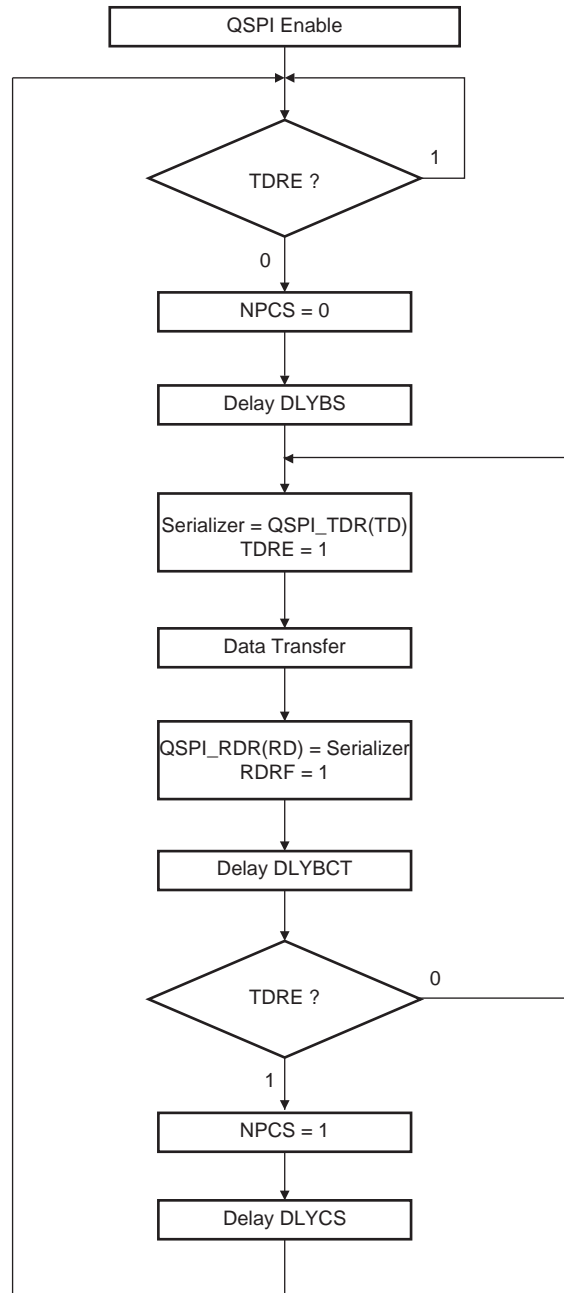 QSPI Enable
TDRE ?
1
0
NPCS = 0
Delay DLYBS
Serializer = QSPI_TDR(TD)
TDRE = 1
Data Transfer
QSPI_RDR(RD) = Serializer
RDRF = 1
Delay DLYBCT
TDRE ?
0
1
NPCS = 1
Delay DLYCS